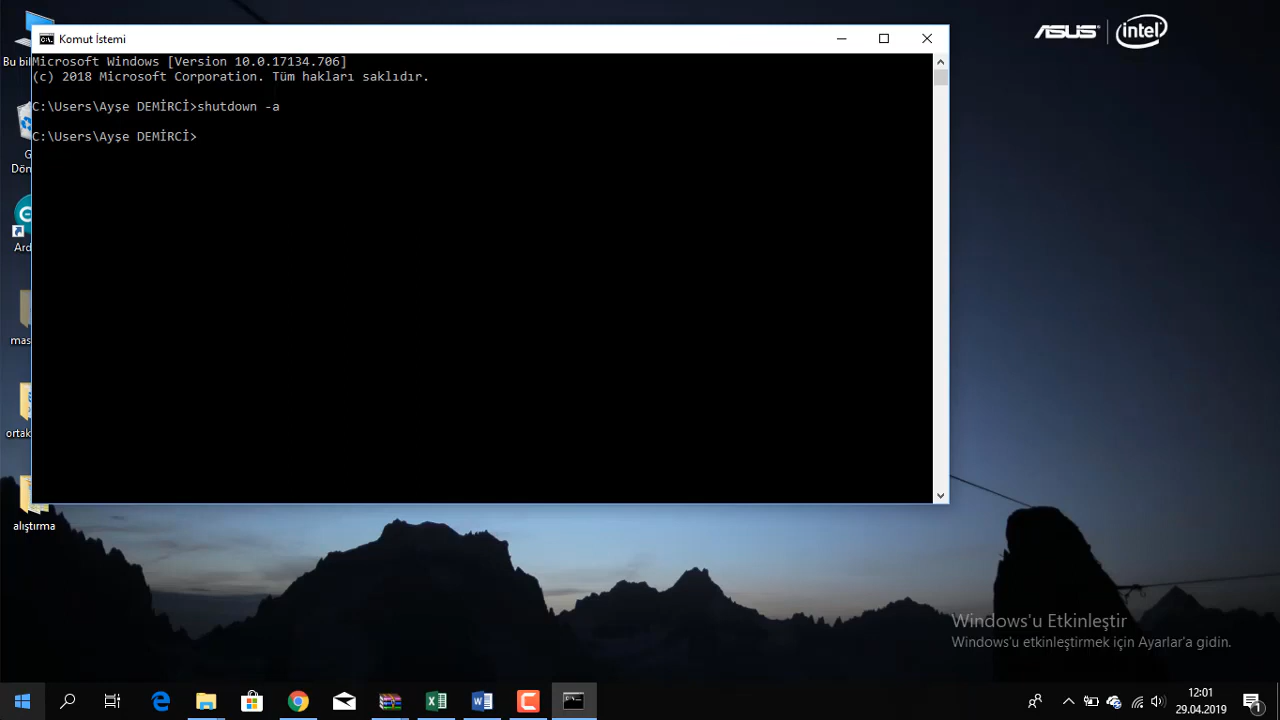 ASUS
intel
Komut İstemi
Microsoft Windows [Version 10.0.17134.706]
(c) 2018 Microsoft Corporation. Tüm hakları saklıdır.
C:\Users\Ayşe DEMİRCİ>shutdown -a
C:\Users\Ayşe DEMİRCİ>
Bu bil
G
Dön
Ard
mas
ortak
alıştırma
Windows'u Etkinleştir
Windows'u etkinleştirmek için Ayarlar'a gidin.
12:01
29.04.2019
1